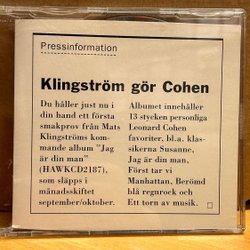 Pressinformation
Klingström gör Cohen
Du håller just nu i
din hand ett första
smakprov från Mats
Klingströms kom-
mande album "Jag
är din man"
(HAWKCD2187),
som släpps i
månadsskiftet
september/oktober.
Albumet innehåller
13 stycken personliga
Leonard Cohen
favoriter, bl.a. klas-
sikerna Susanne,
Jag är din man,
Först tar vi
Manhattan, Berömd
blå regnrock och
Ett torn av musik.